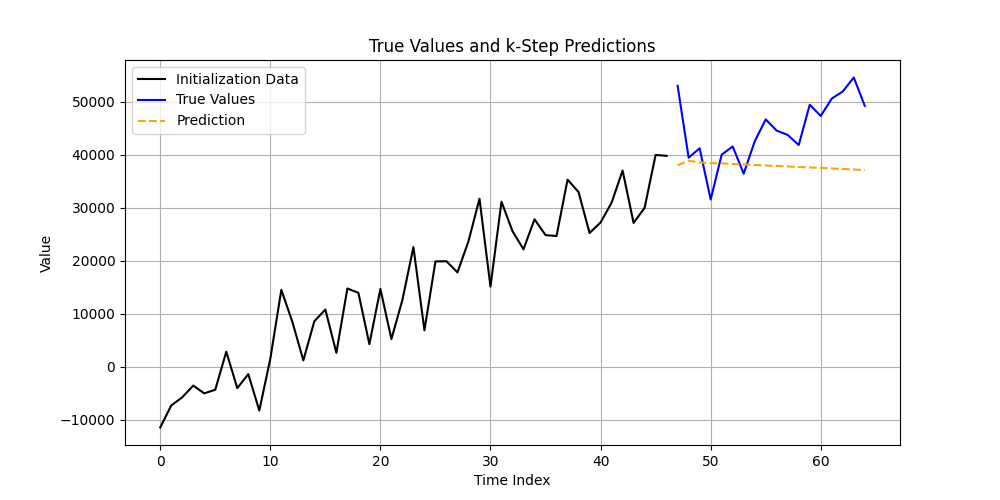 True Values and k-Step Predictions
Initialization Data
True Values
Prediction
50000
40000
30000
20000
10000
0
−10000
Value
0 10 20 30 40 50 60
Time Index